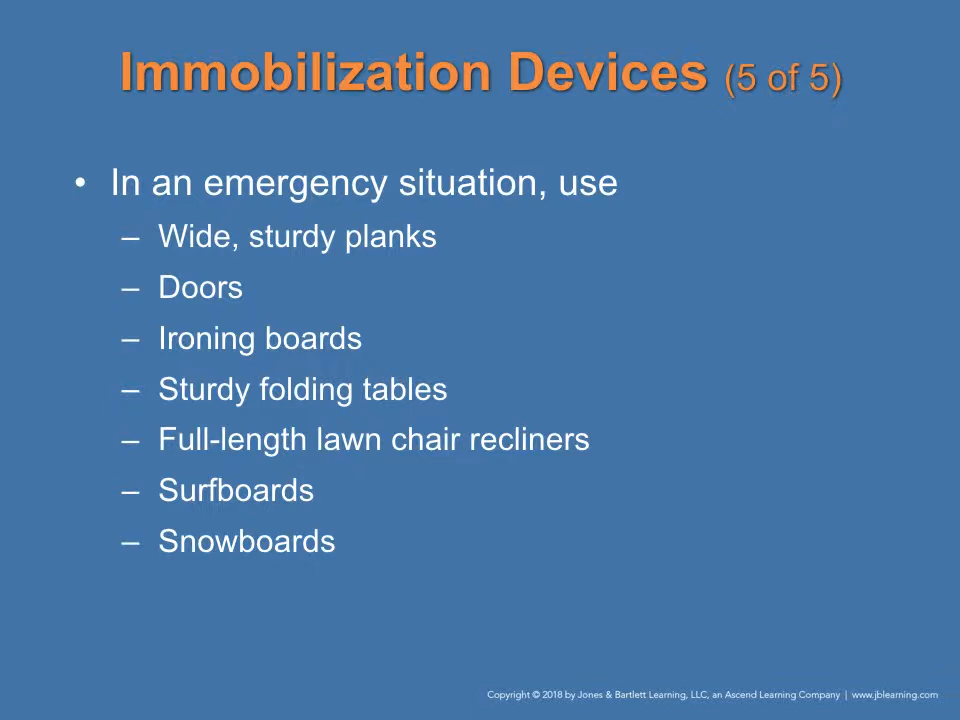 Immobilization Devices (5 of 5)
• In an emergency situation, use
– Wide, sturdy planks
– Doors
– Ironing boards
– Sturdy folding tables
– Full-length lawn chair recliners
– Surfboards
– Snowboards
Copyright © 2018 by Jones & Bartlett Learning, LLC, an Ascend Learning Company | www.jblearning.com